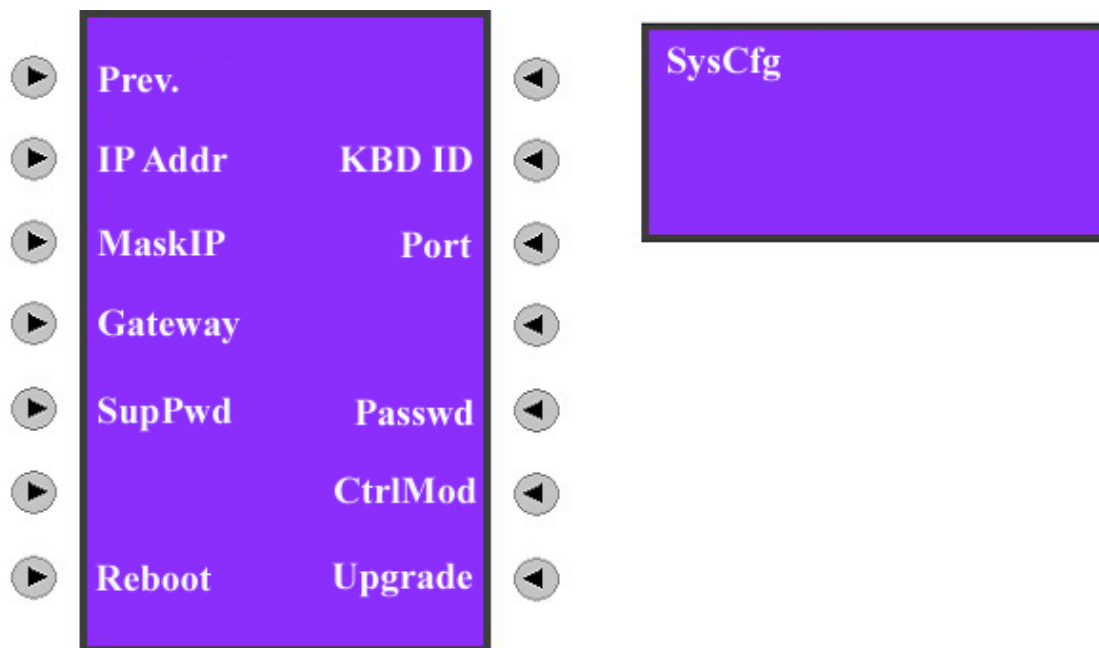 Prev.
IP Addr KBD ID
MaskIP Port
Gateway
SupPwd Passwd
CtrlMod
Reboot Upgrade
SysCfg